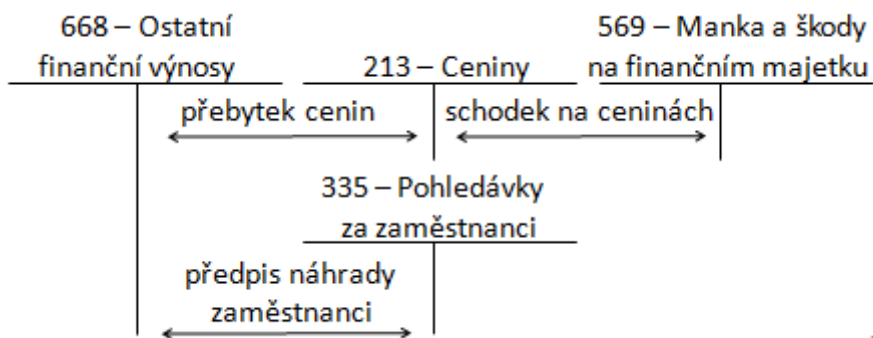 668 – Ostatní
finanční výnosy
213 – Ceniny
569 – Manka a škody
na finančním majetku
přebytek cenin
schodek na ceninách
335 – Pohledávky
za zaměstnanci
předpis náhrady
zaměstnanci